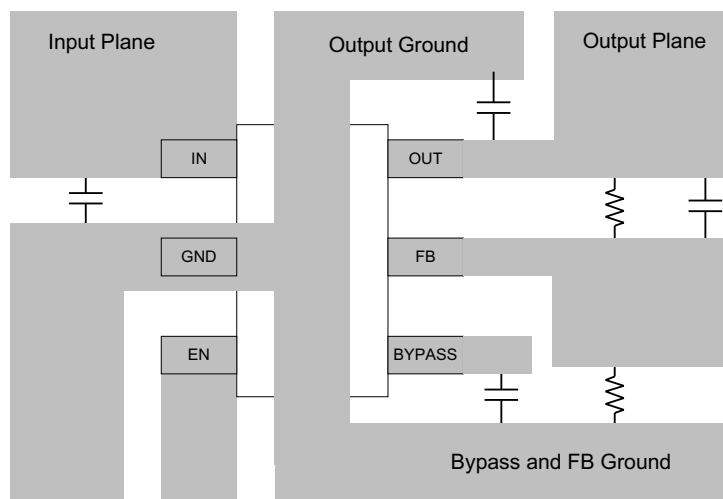 Input Plane
Output Ground
Output Plane
IN
OUT
GND
FB
EN
BYPASS
Bypass and FB Ground